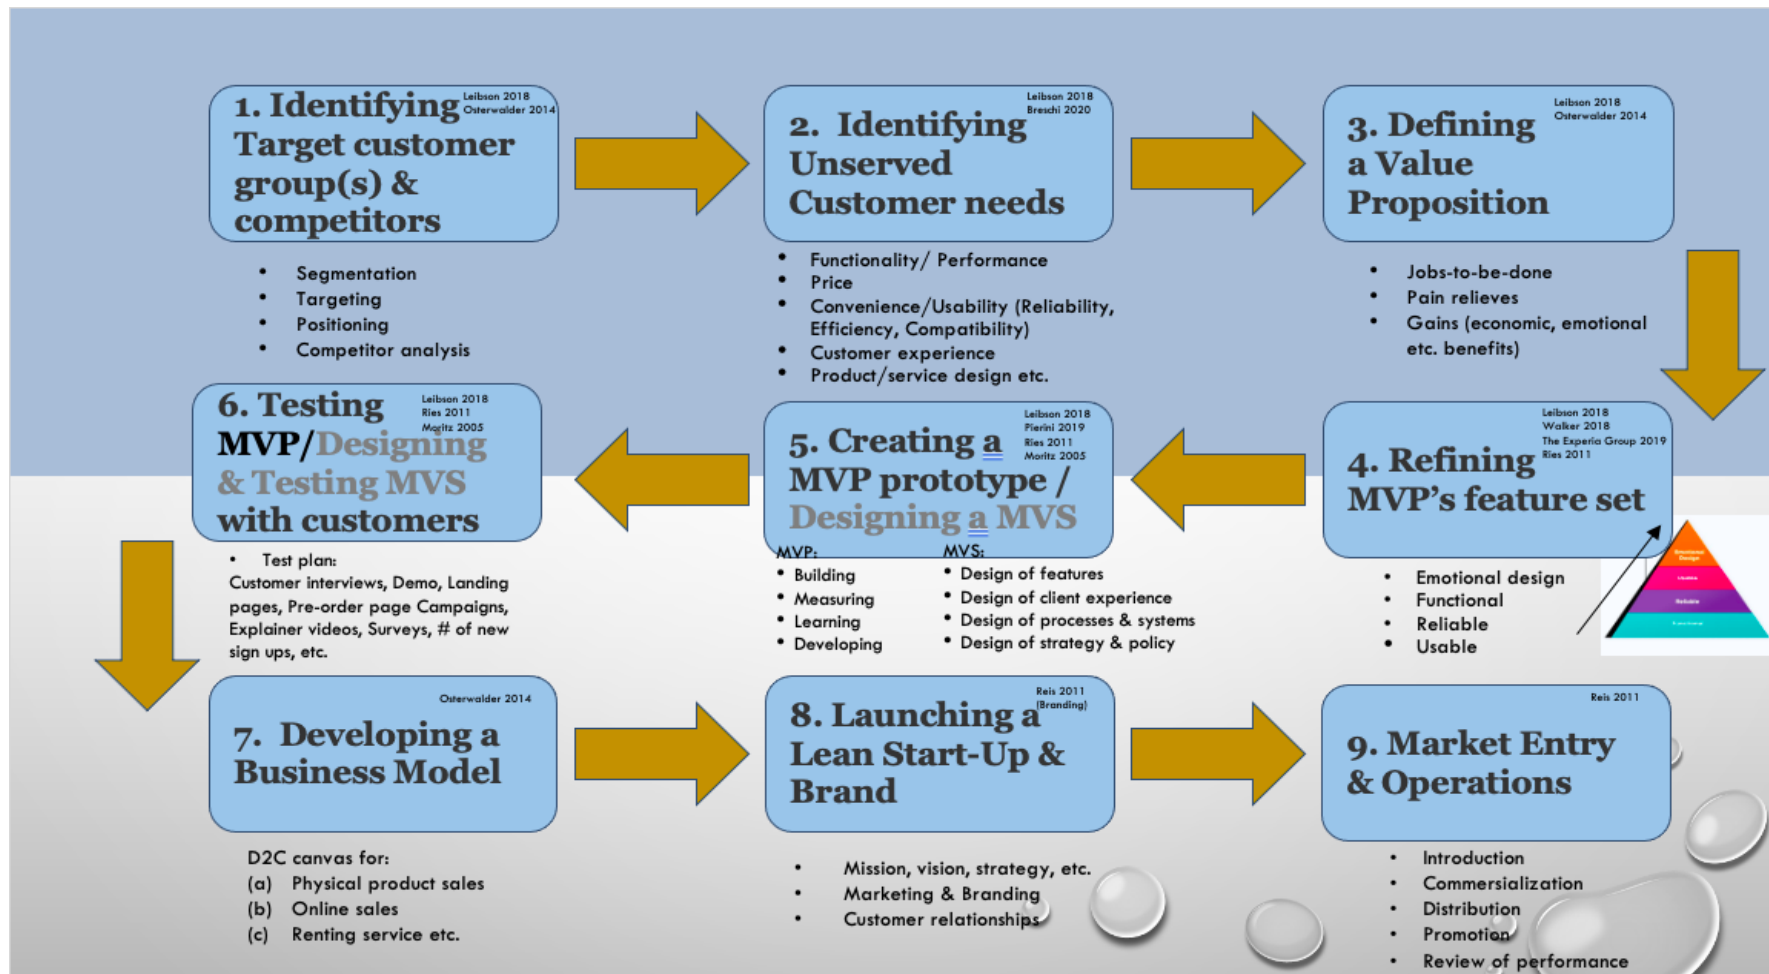 1. Identifying
Target customer
group(s) &
competitors
Leibson 2018
Osterwalder 2014
• Segmentation
• Targeting
• Positioning
• Competitor analysis
2. Identifying
Unserved
Customer needs
Leibson 2018
Breschi 2020
• Functionality/ Performance
• Price
• Convenience/Usability (Reliability,
Efficiency, Compatibility)
• Customer experience
• Product/service design etc.
3. Defining
a Value
Proposition
Leibson 2018
Osterwalder 2014
• Jobs-to-be-done
• Pain relieves
• Gains (economic, emotional
etc. benefits)
4. Refining
MVP's feature set
Leibson 2018
Walker 2018
The Experia Group 2019
Ries 2011
• Emotional design
• Functional
• Reliable
• Usable
Emotional
Design
Usable
Reliable
5. Creating a
MVP prototype /
Designing a MVS
Leibson 2018
Pierini 2019
Ries 2011
Moritz 2005
MVP:
• Building
• Measuring
• Learning
• Developing
MVS:
• Design of features
• Design of client experience
• Design of processes & systems
• Design of strategy & policy
6. Testing
MVP/Designing
& Testing MVS
with customers
Leibson 2018
Ries 2011
Moritz 2005
• Test plan:
Customer interviews, Demo, Landing
pages, Pre-order page Campaigns,
Explainer videos, Surveys, # of new
sign ups, etc.
7. Developing a
Business Model
Osterwalder 2014
D2C canvas for:
(a) Physical product sales
(b) Online sales
(c) Renting service etc.
8. Launching a
Lean Start-Up &
Brand
Reis 2011
(Branding)
• Mission, vision, strategy, etc.
• Marketing & Branding
• Customer relationships
9. Market Entry
& Operations
Reis 2011
• Introduction
• Commersialization
• Distribution
• Promotion
• Review of performance